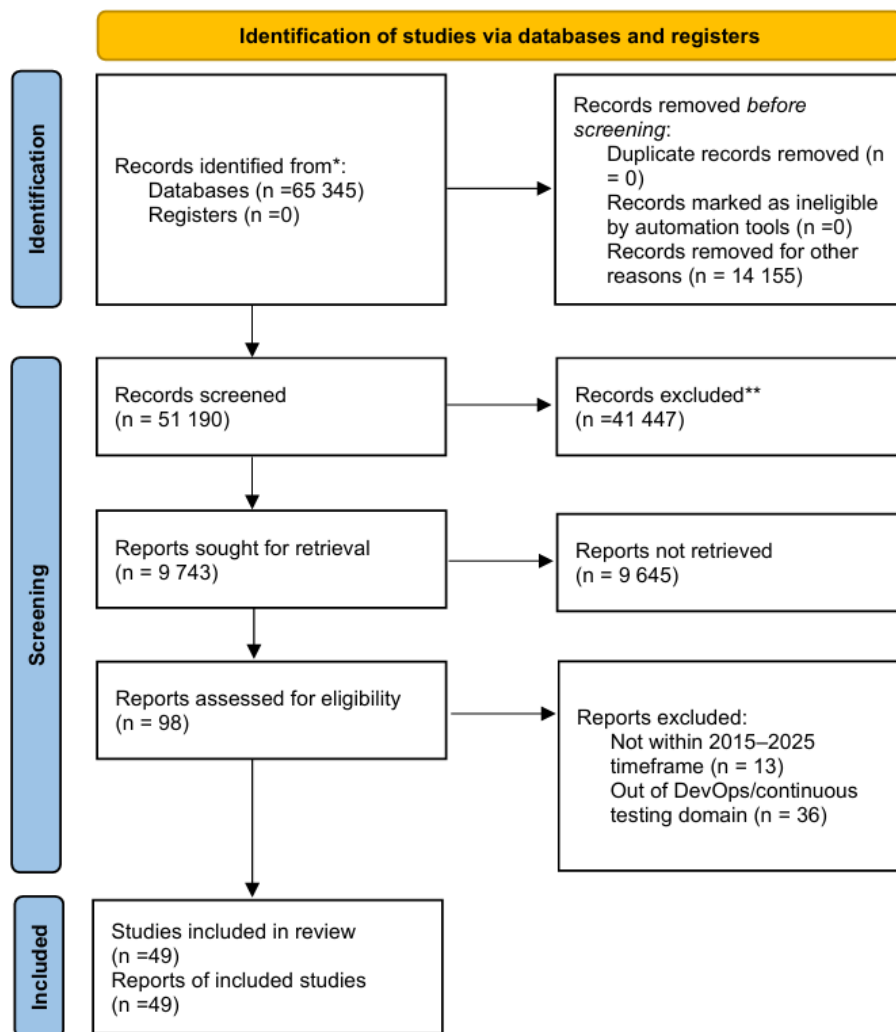 Identification of studies via databases and registers
Identification
Records identified from*:
Databases (n =65 345)
Registers (n =0)
Records removed before
screening:
Duplicate records removed (n
= 0)
Records marked as ineligible
by automation tools (n =0)
Records removed for other
reasons (n = 14 155)
Screening
Records screened
(n = 51 190)
Records excluded**
(n =41 447)
Reports sought for retrieval
(n = 9 743)
Reports not retrieved
(n = 9 645)
Reports assessed for eligibility
(n = 98)
Reports excluded:
Not within 2015–2025
timeframe (n = 13)
Out of DevOps/continuous
testing domain (n = 36)
Included
Studies included in review
(n =49)
Reports of included studies
(n =49)